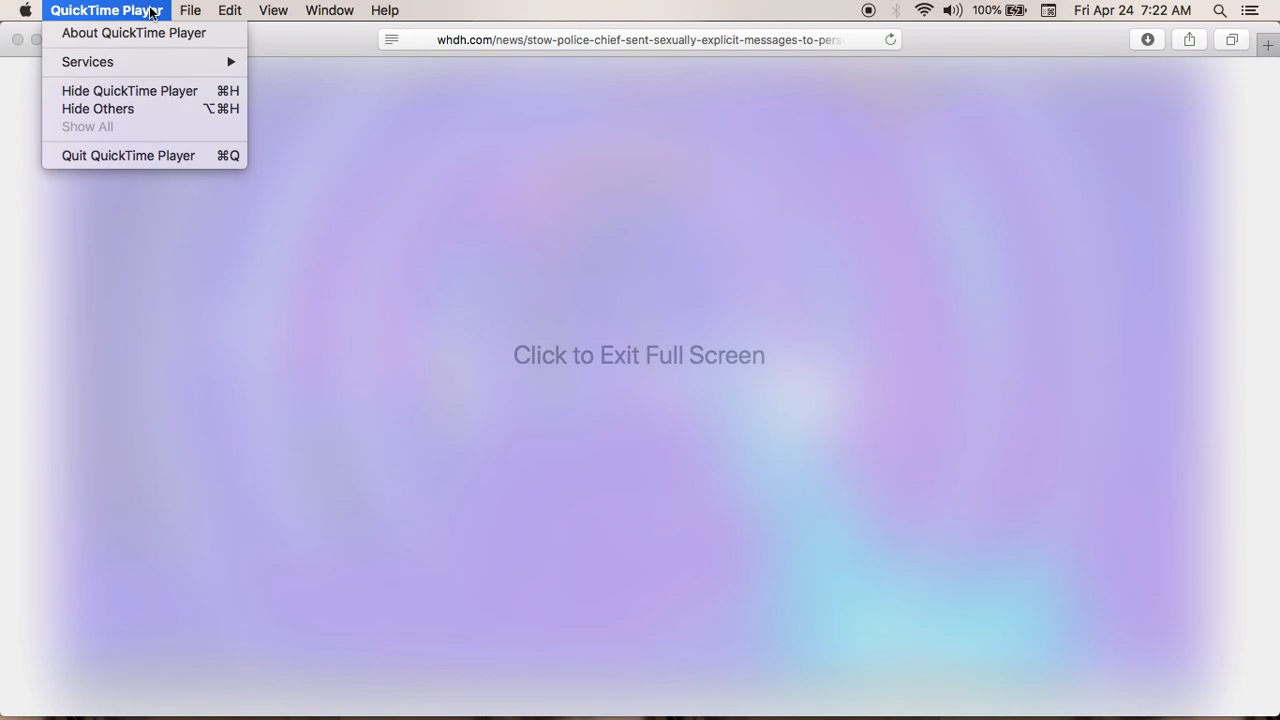 QuickTime Player File Edit View Window Help 100% Fri Apr 24 7:22 AM
whdh.com/news/stow-police-chief-sent-sexually-explicit-messages-to-pers
About QuickTime Player
Services
Hide QuickTime Player ⌘H
Hide Others ⌥⌘H
Show All
Quit QuickTime Player ⌘Q
Click to Exit Full Screen